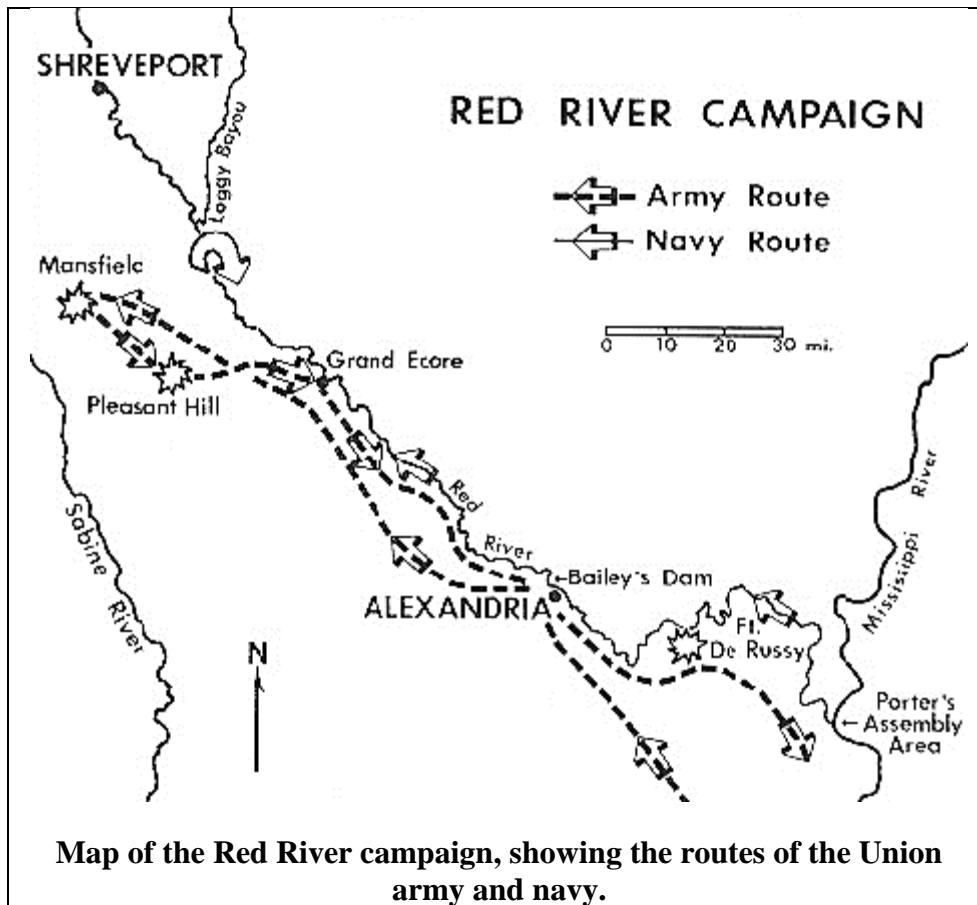 SHREVEPORT
Loggy Bayou
RED RIVER CAMPAIGN
Army Route
Navy Route
0 10 20 30 mi.
Mansfield
Grand Ecore
Pleasant Hill
Red
River
Sabine
River
Mississippi
River
Bailey's Dam
ALEXANDRIA
Ft.
De Russy
N
Porter's
Assembly
Area
Map of the Red River campaign, showing the routes of the Union
army and navy.